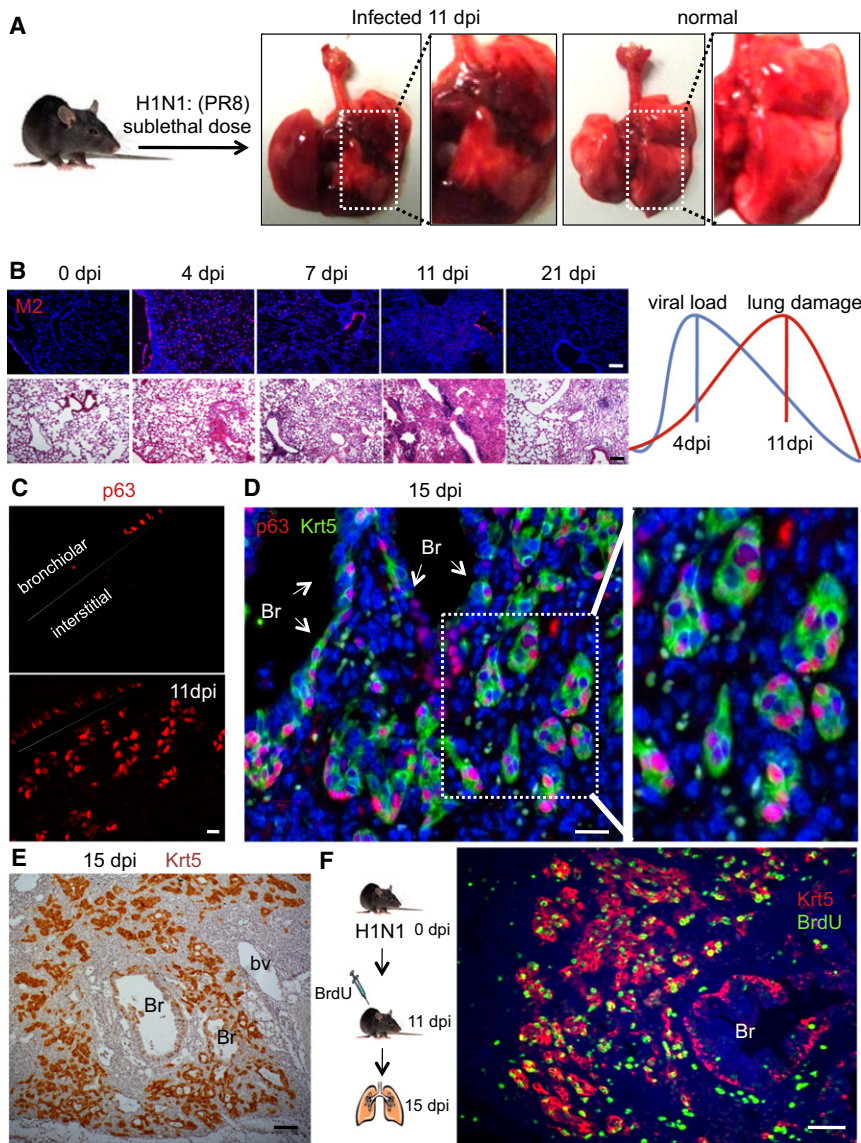 A
Infected 11 dpi
normal
H1N1: (PR8)
sublethal dose
B
0 dpi
4 dpi
7 dpi
11 dpi
21 dpi
M2
viral load
lung damage
4dpi
11dpi
C
p63
bronchiolar
interstitial
11dpi
D
15 dpi
p63 Krt5
Br
Br
E
15 dpi Krt5
bv
Br
Br
F
H1N1 0 dpi
BrdU
11 dpi
15 dpi
Krt5
BrdU
Br